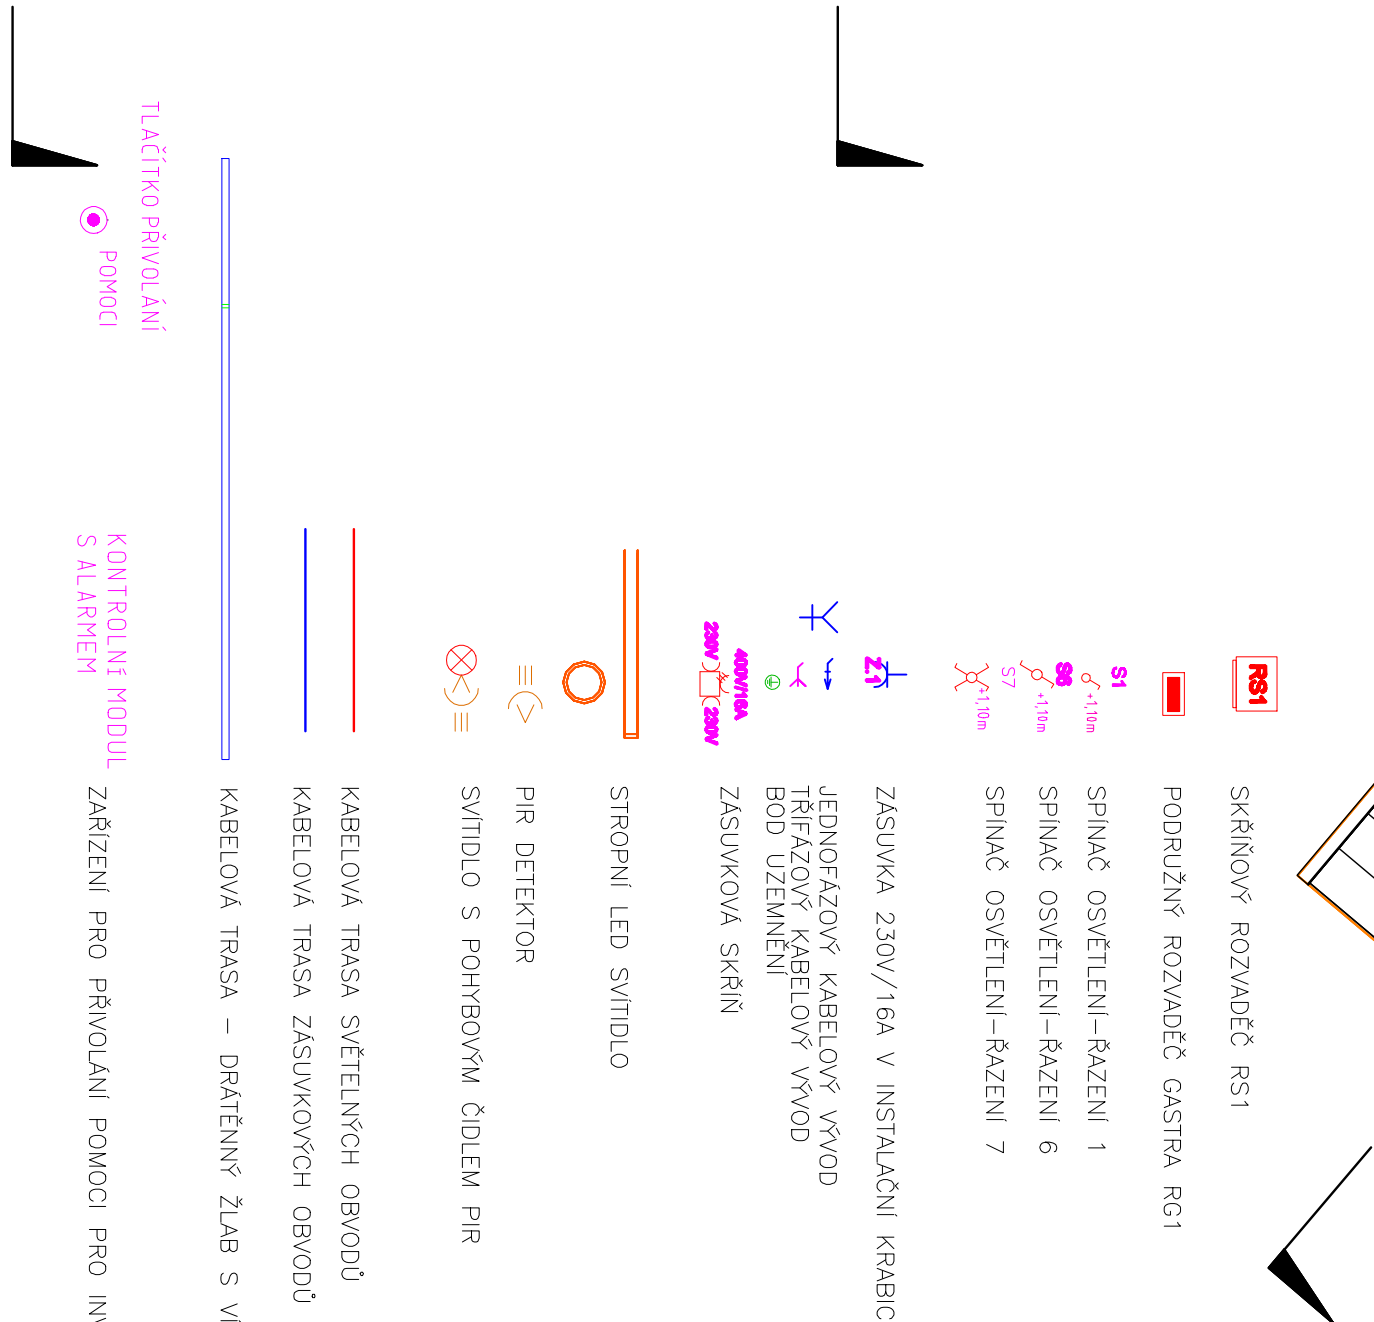 RS1
SKŘÍŇOVÝ ROZVADĚČ RS1
PODRUŽNÝ ROZVADĚČ GASTRA RG1
S1
+1,10m
SPÍNAČ OSVĚTLENÍ-ŘAZENÍ 1
S6
+1,10m
SPÍNAČ OSVĚTLENÍ-ŘAZENÍ 6
S7
+1,10m
SPÍNAČ OSVĚTLENÍ-ŘAZENÍ 7
Z.1
ZÁSUVKA 230V/16A V INSTALAČNÍ KRABIC
JEDNOFÁZOVÝ KABELOVÝ VÝVOD
TŘÍFÁZOVÝ KABELOVÝ VÝVOD
BOD UZEMNĚNÍ
400V/16A
230V
230V
ZÁSUVKOVÁ SKŘÍŇ
STROPNÍ LED SVÍTIDLO
PIR DETEKTOR
SVÍTIDLO S POHYBOVÝM ČIDLEM PIR
KABELOVÁ TRASA SVĚTELNÝCH OBVODŮ
KABELOVÁ TRASA ZÁSUVKOVÝCH OBVODŮ
KABELOVÁ TRASA – DRÁTĚNNÝ ŽLAB S VÍ
TLAČÍTKO PŘIVOLÁNÍ
POMOCI
KONTROLNÍ MODUL
S ALARMEM
ZAŘÍZENÍ PRO PŘIVOLÁNÍ POMOCI PRO INV